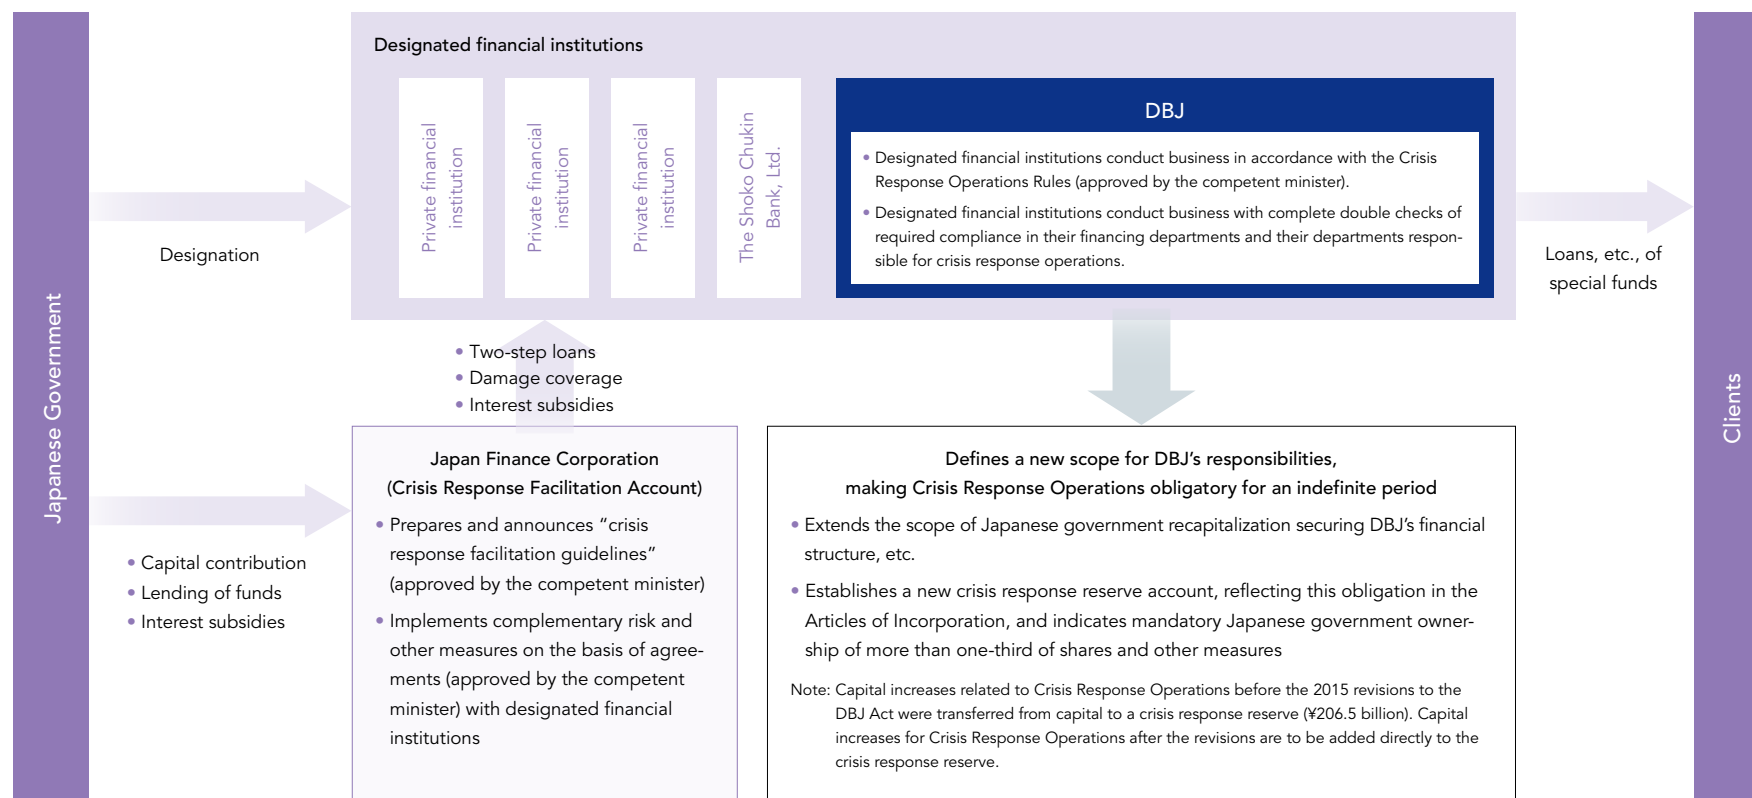 Japanese Government
Designation
• Capital contribution
• Lending of funds
• Interest subsidies
Designated financial institutions
Private financial
institution
Private financial
institution
Private financial
institution
The Shoko Chukin
Bank, Ltd.
DBJ
• Designated financial institutions conduct business in accordance with the Crisis
Response Operations Rules (approved by the competent minister).
• Designated financial institutions conduct business with complete double checks of
required compliance in their financing departments and their departments respon-
sible for crisis response operations.
Loans, etc., of
special funds
• Two-step loans
• Damage coverage
• Interest subsidies
Japan Finance Corporation
(Crisis Response Facilitation Account)
• Prepares and announces “crisis
response facilitation guidelines”
(approved by the competent minister)
• Implements complementary risk and
other measures on the basis of agree-
ments (approved by the competent
minister) with designated financial
institutions
Defines a new scope for DBJ’s responsibilities,
making Crisis Response Operations obligatory for an indefinite period
• Extends the scope of Japanese government recapitalization securing DBJ’s financial
structure, etc.
• Establishes a new crisis response reserve account, reflecting this obligation in the
Articles of Incorporation, and indicates mandatory Japanese government owner-
ship of more than one-third of shares and other measures
Note: Capital increases related to Crisis Response Operations before the 2015 revisions to the
DBJ Act were transferred from capital to a crisis response reserve (¥206.5 billion). Capital
increases for Crisis Response Operations after the revisions are to be added directly to the
crisis response reserve.
Clients